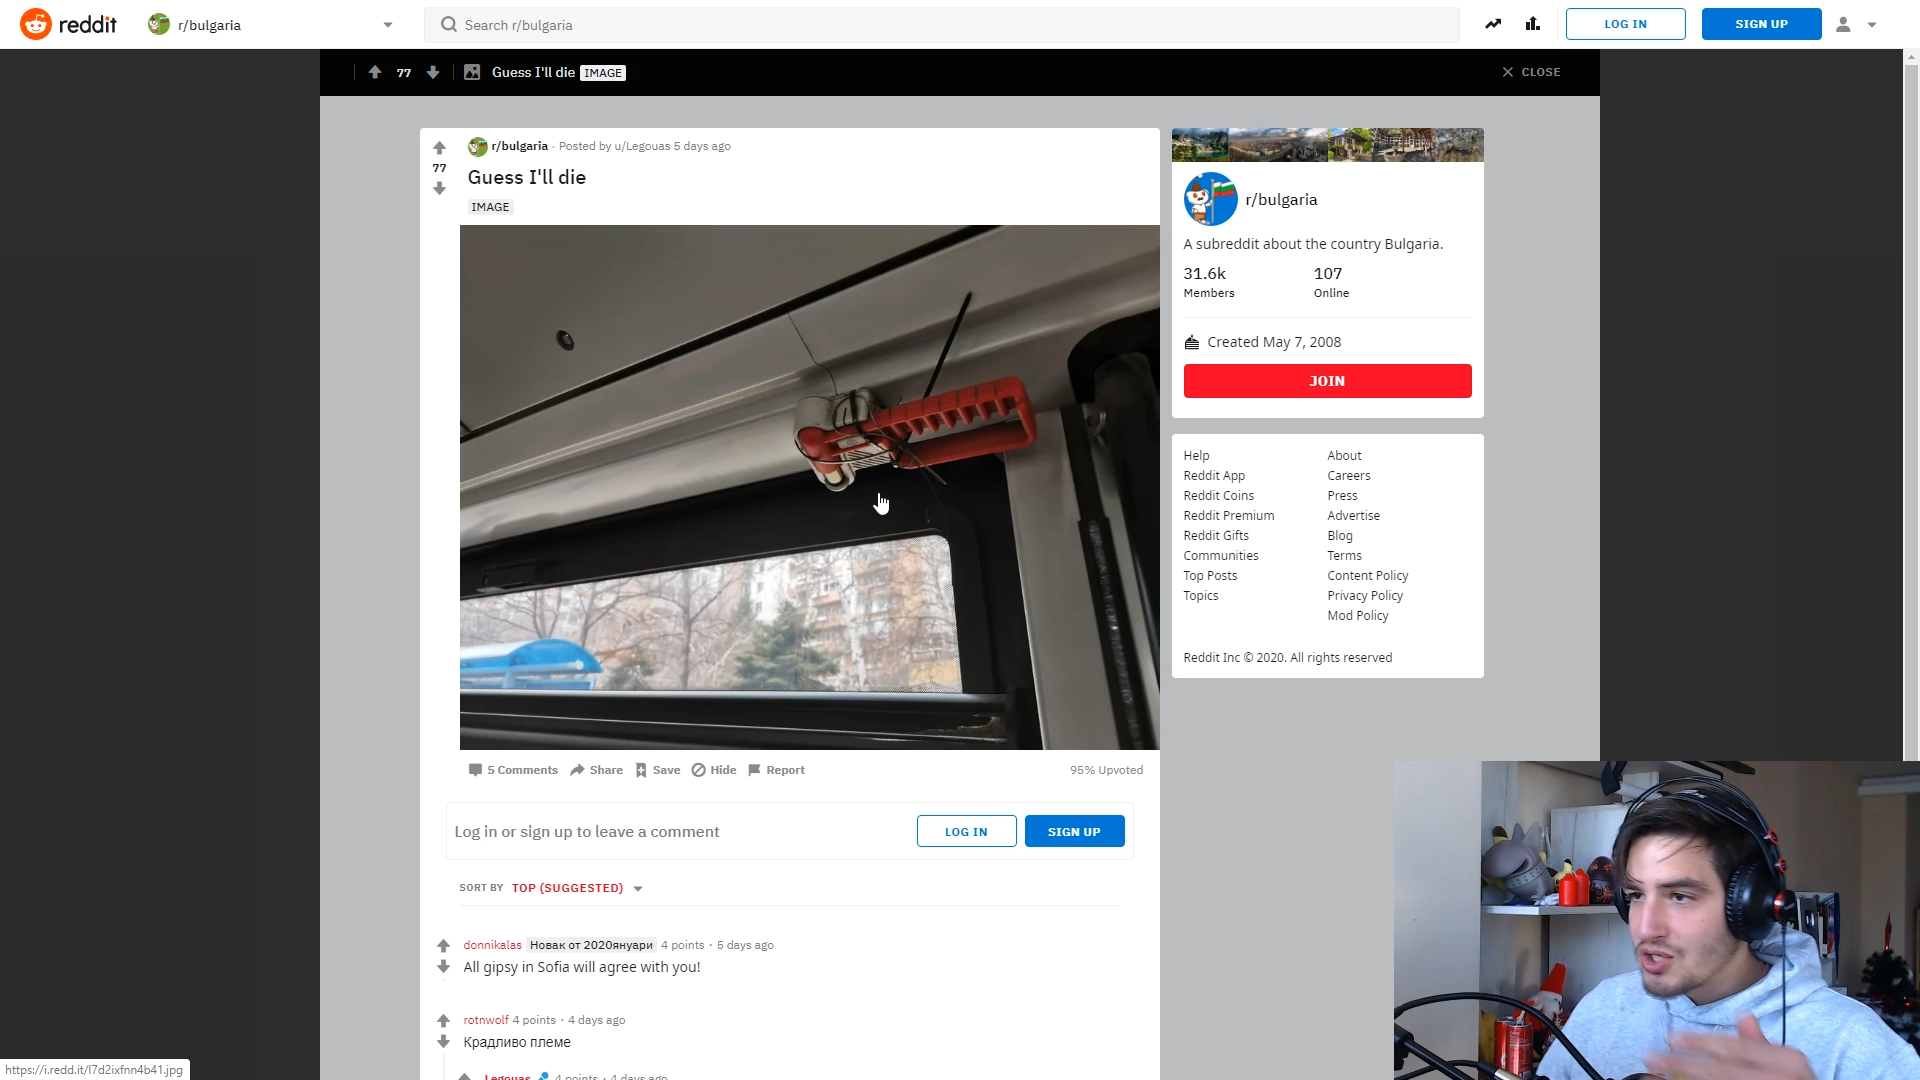 reddit
r/bulgaria
Search r/bulgaria
LOG IN
SIGN UP
77
Guess I'll die IMAGE
CLOSE
r/bulgaria · Posted by u/Legouas 5 days ago
77
Guess I'll die
IMAGE
5 Comments
Share
Save
Hide
Report
95% Upvoted
Log in or sign up to leave a comment
LOG IN
SIGN UP
SORT BY TOP (SUGGESTED)
donnikalas Новак от 2020януари 4 points · 5 days ago
All gipsy in Sofia will agree with you!
rotnwolf 4 points · 4 days ago
Крадливо племе
Legouas 4 points · 4 days ago
r/bulgaria
A subreddit about the country Bulgaria.
31.6k
Members
107
Online
Created May 7, 2008
JOIN
Help
Reddit App
Reddit Coins
Reddit Premium
Reddit Gifts
Communities
Top Posts
Topics
About
Careers
Press
Advertise
Blog
Terms
Content Policy
Privacy Policy
Mod Policy
Reddit Inc © 2020. All rights reserved
https://i.redd.it/l7d2ixfnn4b41.jpg